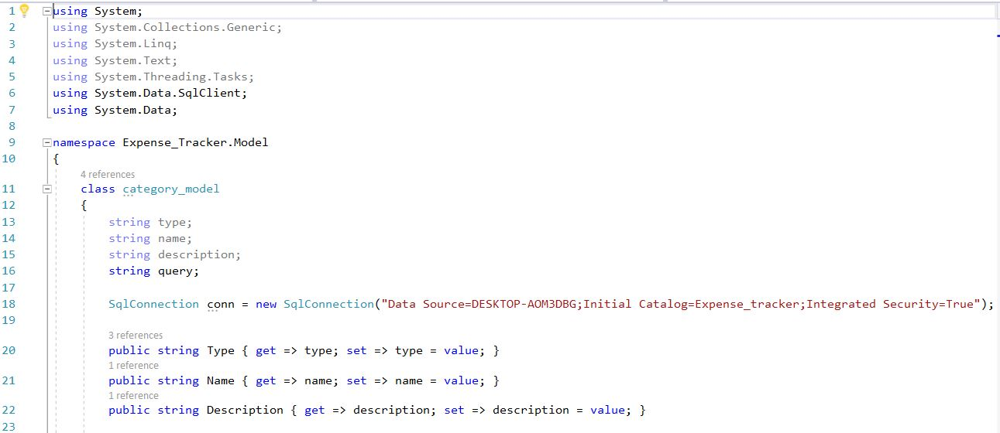 1 using System;
2 using System.Collections.Generic;
3 using System.Linq;
4 using System.Text;
5 using System.Threading.Tasks;
6 using System.Data.SqlClient;
7 using System.Data;
8
9 namespace Expense_Tracker.Model
10 {
4 references
11 class category_model
12 {
13 string type;
14 string name;
15 string description;
16 string query;
17
18 SqlConnection conn = new SqlConnection("Data Source=DESKTOP-AOM3DBG;Initial Catalog=Expense_tracker;Integrated Security=True");
19
3 references
20 public string Type { get => type; set => type = value; }
1 reference
21 public string Name { get => name; set => name = value; }
1 reference
22 public string Description { get => description; set => description = value; }
23